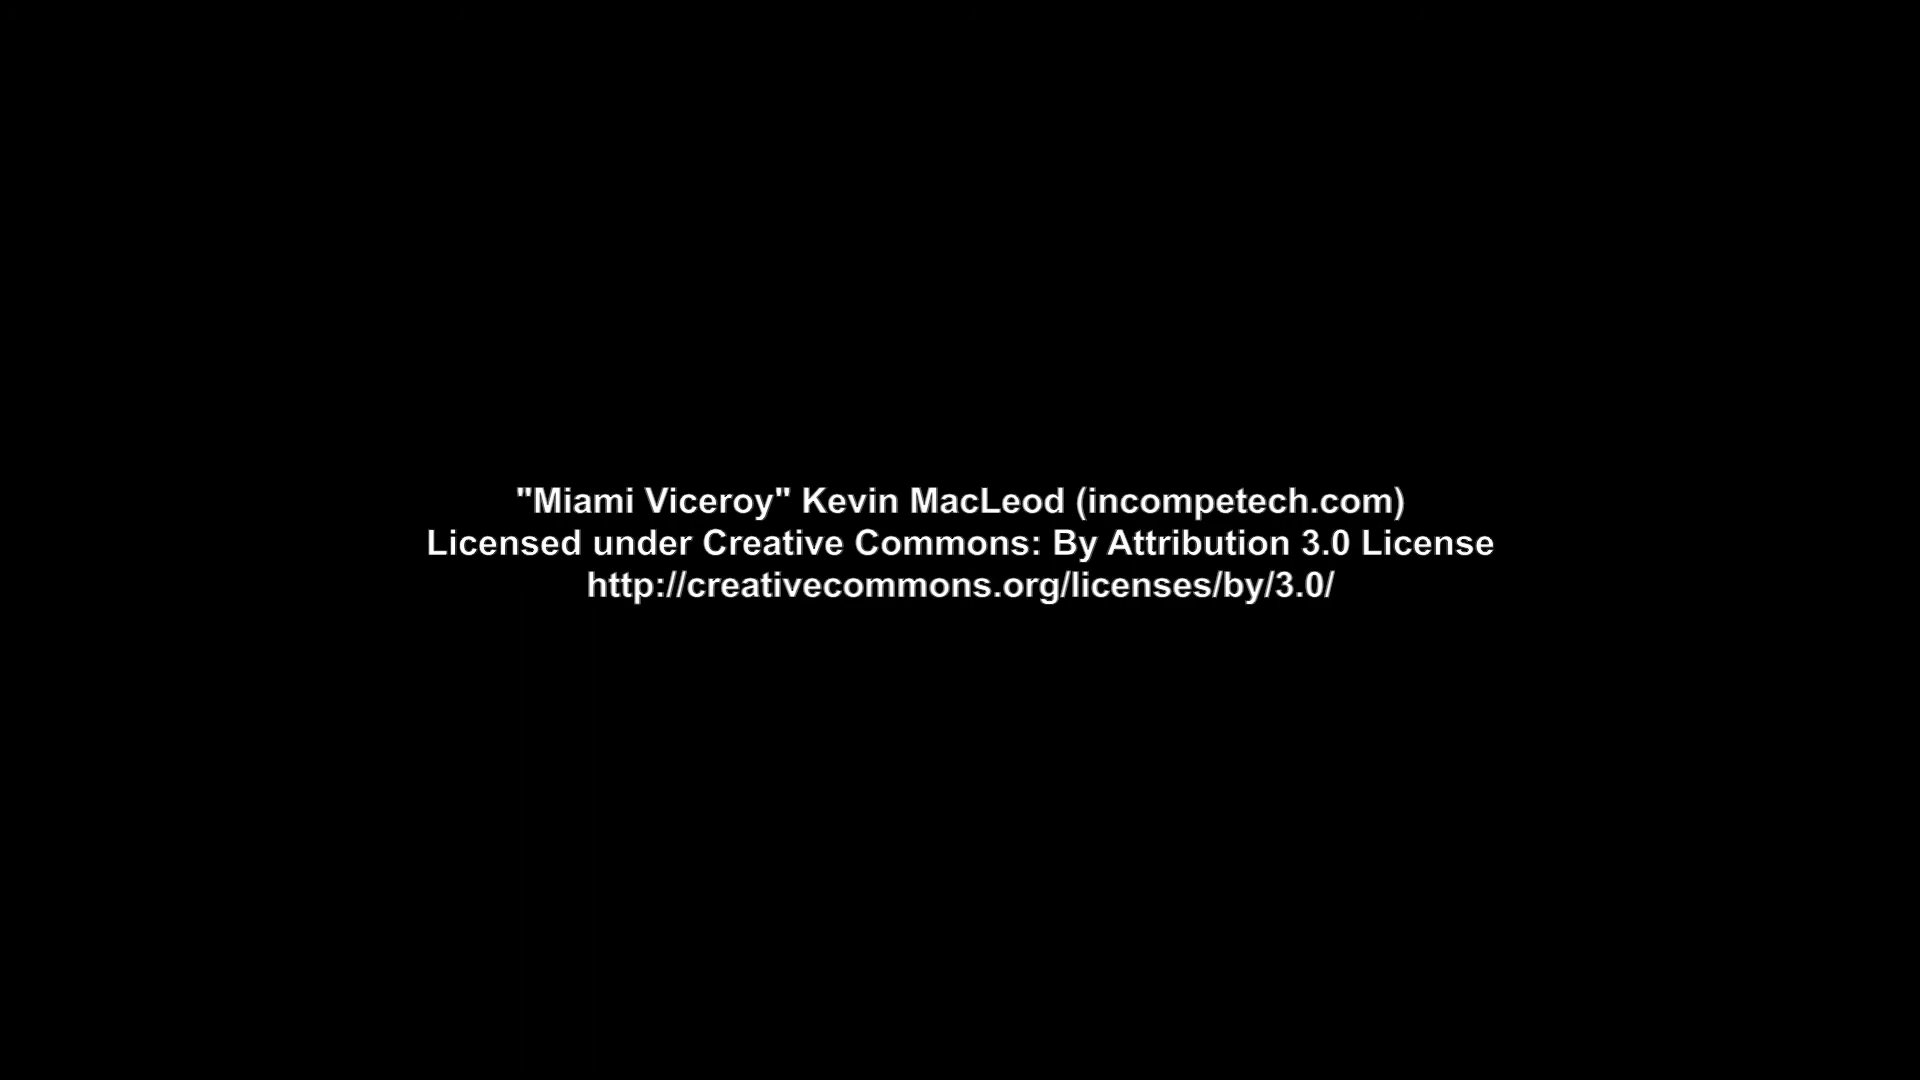 "Miami Viceroy" Kevin MacLeod (incompetech.com)
Licensed under Creative Commons: By Attribution 3.0 License
http://creativecommons.org/licenses/by/3.0/